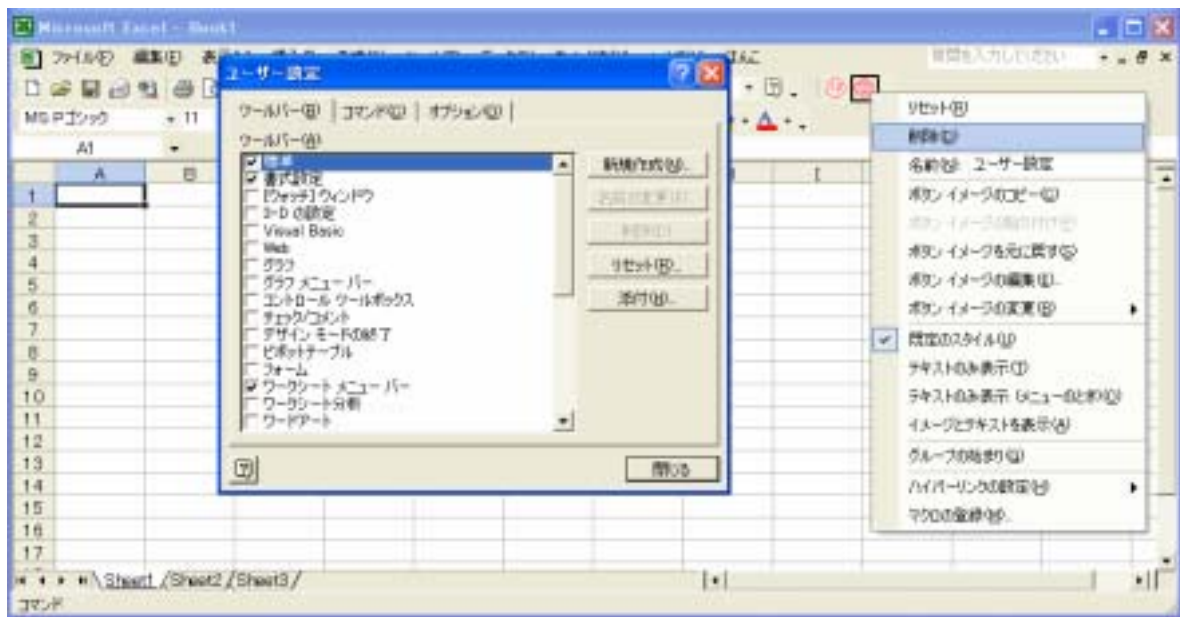 Microsoft Excel - Book1
ファイル(F) 編集(E)
質問を入力してください
MS Pゴシック 11
A1
A B I
1
2
3
4
5
6
7
8
9
10
11
12
13
14
15
16
17
Sheet1 Sheet2 Sheet3
コマンド
ユーザー設定
ツールバー(B) コマンド(C) オプション(O)
ツールバー(A)
標準
書式設定
[ウォッチ] ウィンドウ
3-D の設定
Visual Basic
Web
グラフ
グラフ メニュー バー
コントロール ツールボックス
チェック/コメント
デザイン モードの終了
ピボットテーブル
フォーム
ワークシート メニュー バー
ワークシート分析
ワードアート
新規作成(N)...
名前の変更(E)...
削除(D)
リセット(R)...
添付(H)...
閉じる
リセット(R)
削除(D)
名前(N): ユーザー設定
ボタン イメージのコピー(C)
ボタン イメージの貼り付け(P)
ボタン イメージを元に戻す(S)
ボタン イメージの編集(E)...
ボタン イメージの変更(B)
既定のスタイル(U)
テキストのみ表示(T)
テキストのみ表示 (メニューのとき)(O)
イメージとテキストを表示(A)
グループの始まり(G)
ハイパーリンクの設定(H)
マクロの登録(M)...